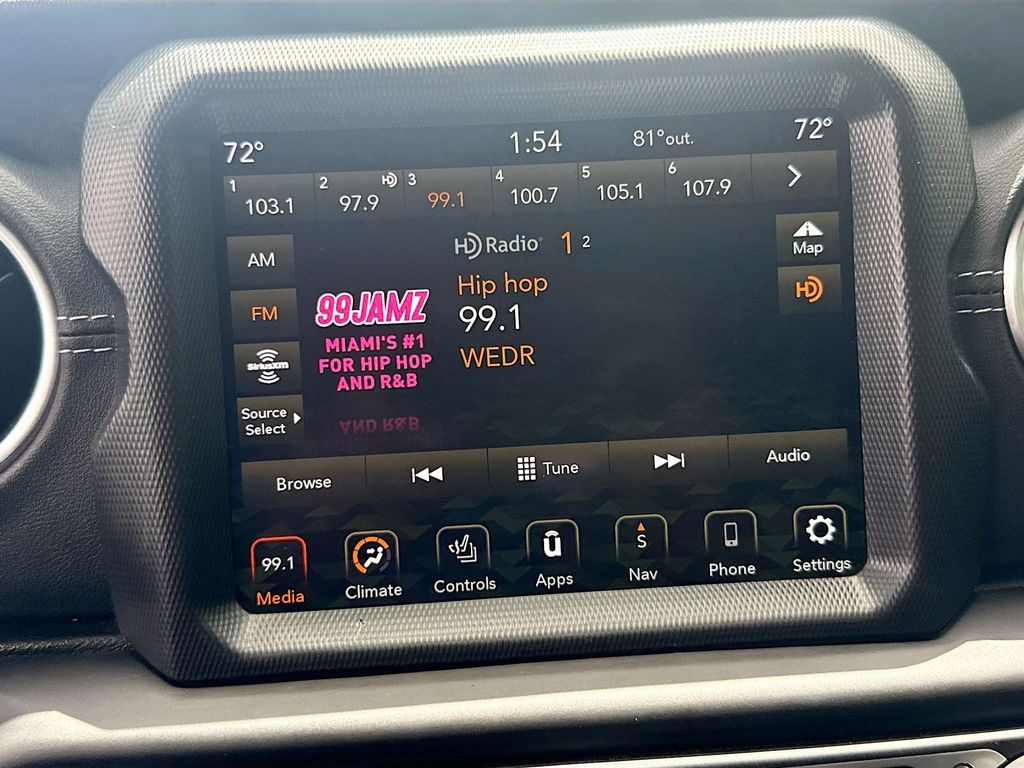 72° 1:54 81°out. 72°
1 103.1 2 97.9 HD 3 99.1 4 100.7 5 105.1 6 107.9
HD Radio 1 2
Map
AM
Hip hop
HD
FM
99JAMZ
99.1
MIAMI'S #1
FOR HIP HOP
AND R&B
WEDR
SiriusXM
Source
Select
AND R&B
Browse Tune Audio
99.1 S
Media Climate Controls Apps Nav Phone Settings